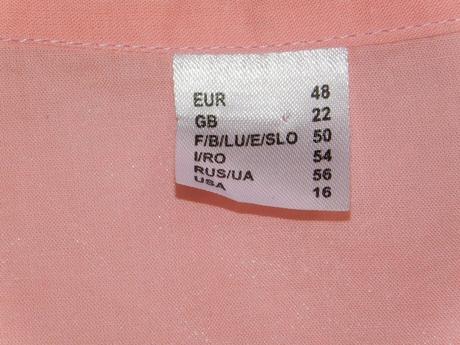 EUR 48
GB 22
F/B/LU/E/SLO 50
I/RO 54
RUS/UA 56
USA 16